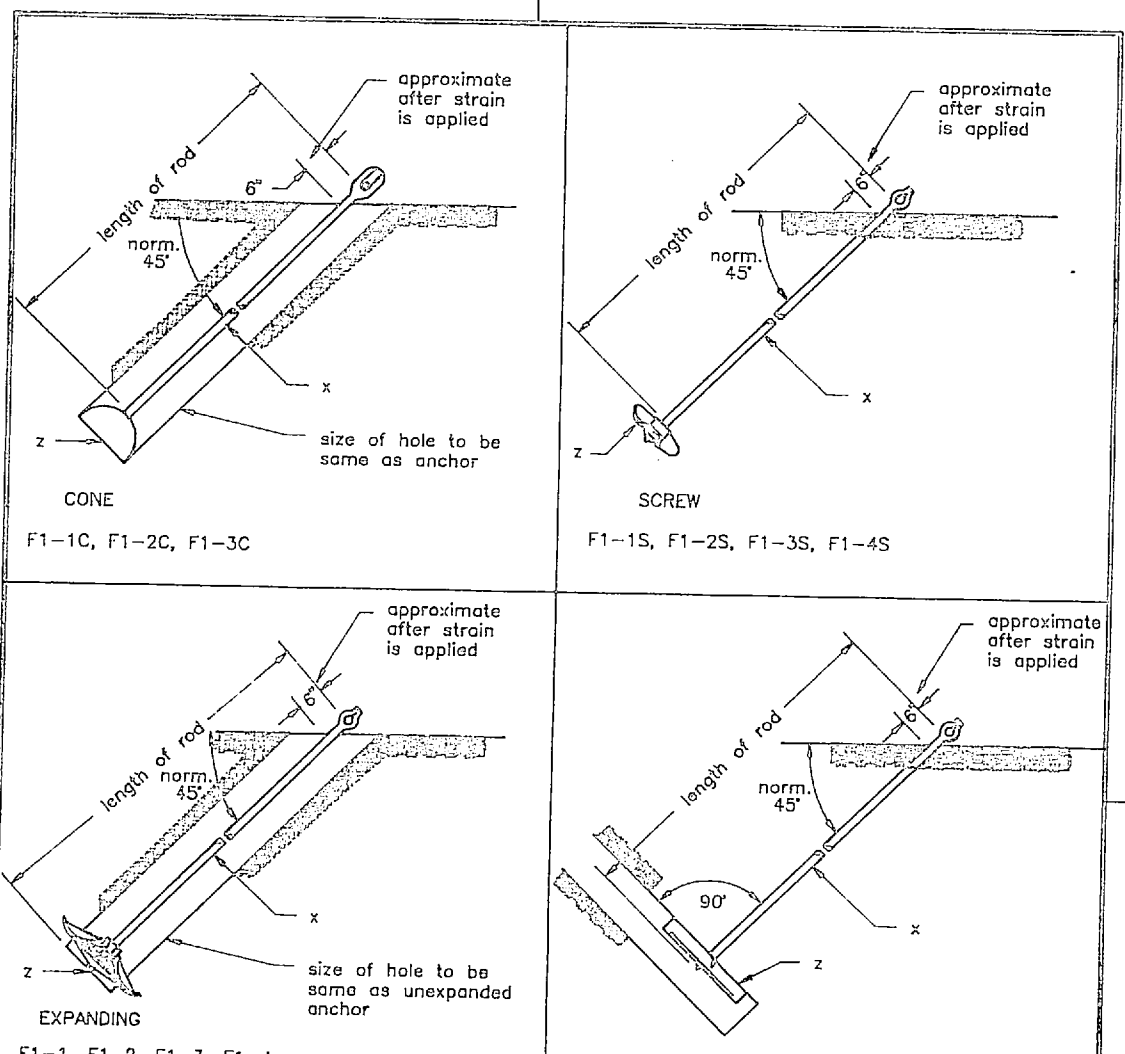 approximate
after strain
is applied
length of rod
6"
norm.
45°
x
z
size of hole to be
same as anchor
CONE
F1-1C, F1-2C, F1-3C
approximate
after strain
is applied
length of rod
6"
norm.
45°
x
z
SCREW
F1-1S, F1-2S, F1-3S, F1-4S
approximate
after strain
is applied
length of rod
6"
norm.
45°
x
z
size of hole to be
same as unexpanded
anchor
EXPANDING
approximate
after strain
is applied
length of rod
6"
norm.
45°
90°
x
z